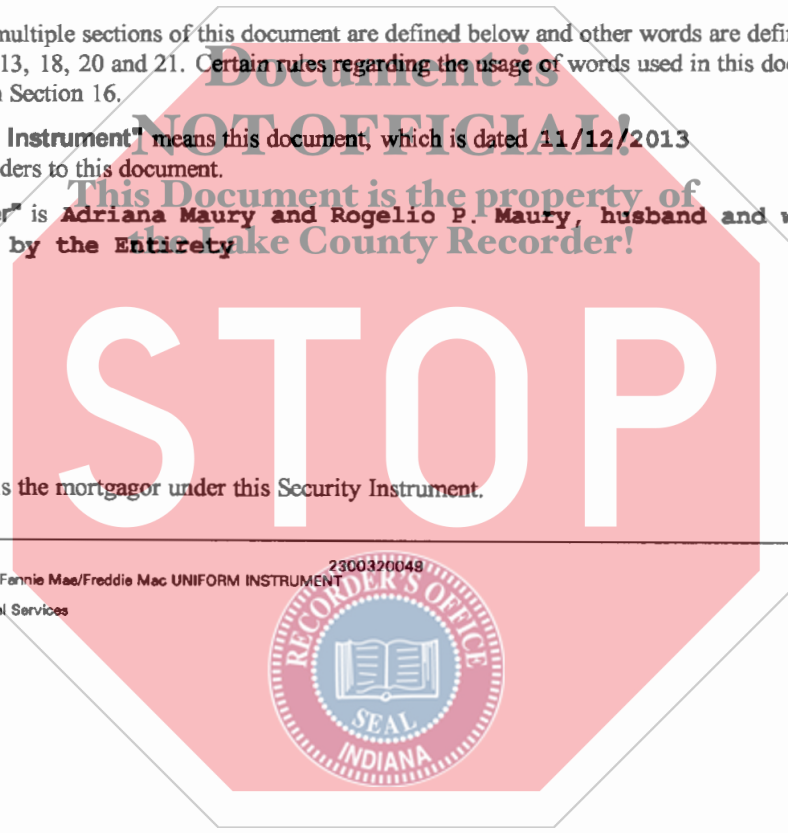 multiple sections of this document are defined below and other words are defi
13, 18, 20 and 21. Certain rules regarding the usage of words used in this doc
Section 16.
Document is
Instrument" means this document, which is dated 11/12/2013
NOT OFFICIAL!
ders to this document.
This Document is the property of
er" is Adriana Maury and Rogelio P. Maury, husband and w
by the Entirety
the Lake County Recorder!
STOP
s the mortgagor under this Security Instrument.
2300320049
Fannie Mae/Freddie Mac UNIFORM INSTRUMENT
al Services
RECORDER'S OFFICE
SEAL
INDIANA